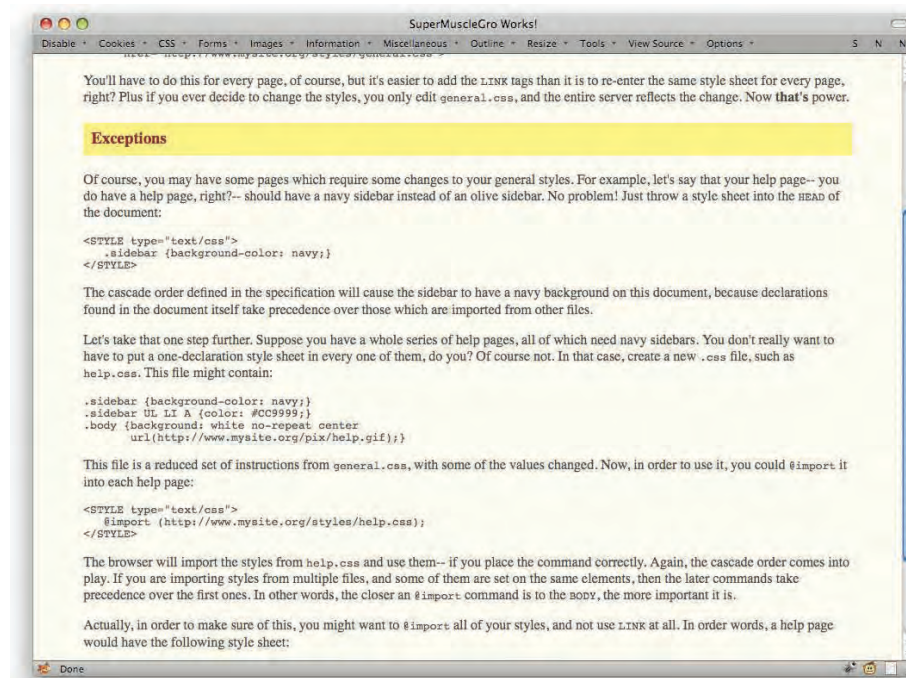 SuperMuscleGro Works!
Disable Cookies CSS Forms Images Information Miscellaneous Outline Resize Tools View Source Options S N N
You'll have to do this for every page, of course, but it's easier to add the LINK tags than it is to re-enter the same style sheet for every page,
right? Plus if you ever decide to change the styles, you only edit general.css, and the entire server reflects the change. Now that's power.
Exceptions
Of course, you may have some pages which require some changes to your general styles. For example, let's say that your help page-- you
do have a help page, right?-- should have a navy sidebar instead of an olive sidebar. No problem! Just throw a style sheet into the HEAD of
the document:
<STYLE type="text/css">
.sidebar {background-color: navy;}
</STYLE>
The cascade order defined in the specification will cause the sidebar to have a navy background on this document, because declarations
found in the document itself take precedence over those which are imported from other files.
Let's take that one step further. Suppose you have a whole series of help pages, all of which need navy sidebars. You don't really want to
have to put a one-declaration style sheet in every one of them, do you? Of course not. In that case, create a new .css file, such as
help.css. This file might contain:
.sidebar {background-color: navy;}
.sidebar UL LI A {color: #CC9999;}
.body {background: white no-repeat center
url(http://www.mysite.org/pix/help.gif);}
This file is a reduced set of instructions from general.css, with some of the values changed. Now, in order to use it, you could @import it
into each help page:
<STYLE type="text/css">
@import (http://www.mysite.org/styles/help.css);
</STYLE>
The browser will import the styles from help.css and use them-- if you place the command correctly. Again, the cascade order comes into
play. If you are importing styles from multiple files, and some of them are set on the same elements, then the later commands take
precedence over the first ones. In other words, the closer an @import command is to the BODY, the more important it is.
Actually, in order to make sure of this, you might want to @import all of your styles, and not use LINK at all. In order words, a help page
would have the following style sheet:
Done